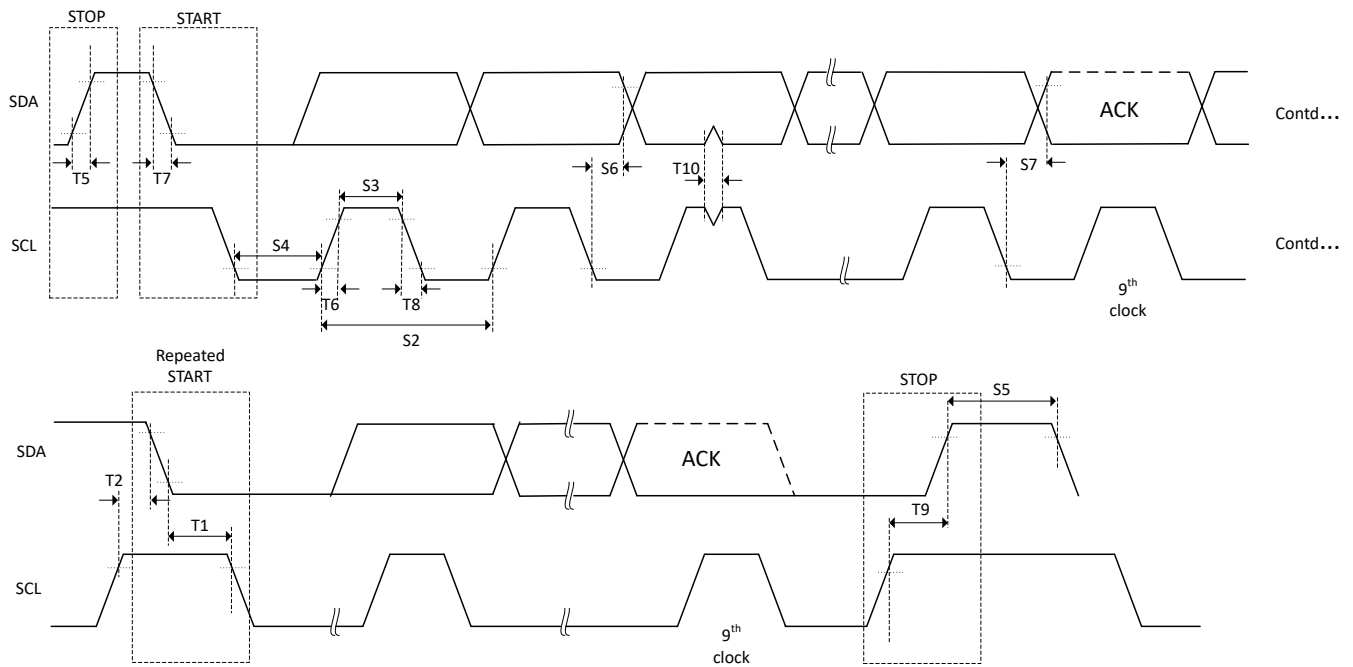 STOP
START
SDA
ACK
Contd...
T5
T7
S6
T10
S7
S3
SCL
S4
Contd...
T6
T8
9th
clock
S2
Repeated
START
STOP
S5
SDA
ACK
T2
T9
T1
SCL
9th
clock